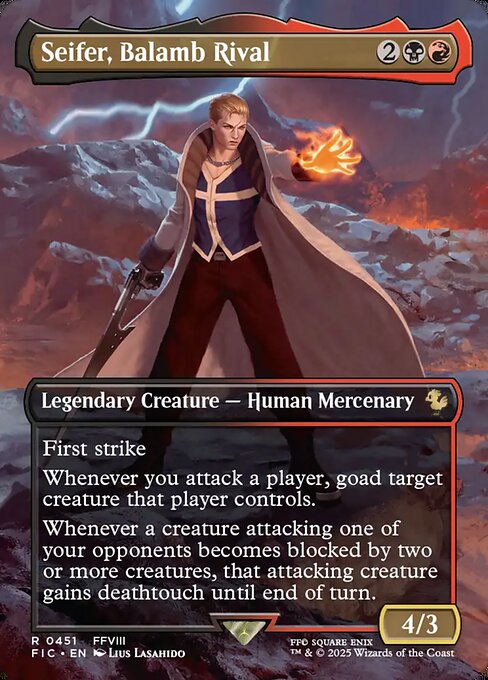 Seifer, Balamb Rival 2
Legendary Creature — Human Mercenary
First strike
Whenever you attack a player, goad target
creature that player controls.
Whenever a creature attacking one of
your opponents becomes blocked by two
or more creatures, that attacking creature
gains deathtouch until end of turn.
4/3
R 0451 FFVIII
FIC • EN Lius Lasahido
FF© SQUARE ENIX
™ & © 2025 Wizards of the Coast